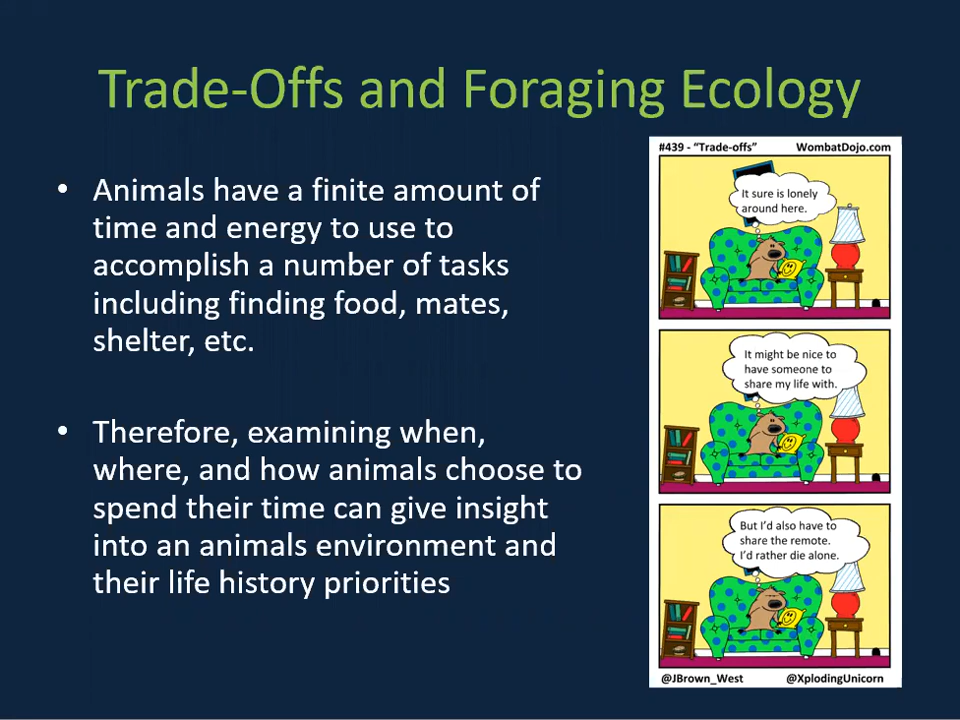 Trade-Offs and Foraging Ecology
• Animals have a finite amount of
time and energy to use to
accomplish a number of tasks
including finding food, mates,
shelter, etc.
• Therefore, examining when,
where, and how animals choose to
spend their time can give insight
into an animals environment and
their life history priorities
#439 - “Trade-offs” WombatDojo.com
It sure is lonely
around here.
It might be nice to
have someone to
share my life with.
But I’d also have to
share the remote.
I’d rather die alone.
@JBrown_West @XplodingUnicorn